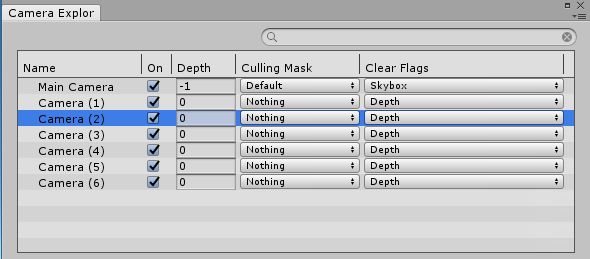 Camera Explor
Name On Depth Culling Mask Clear Flags
Main Camera -1 Default Skybox
Camera (1) 0 Nothing Depth
Camera (2) 0 Nothing Depth
Camera (3) 0 Nothing Depth
Camera (4) 0 Nothing Depth
Camera (5) 0 Nothing Depth
Camera (6) 0 Nothing Depth